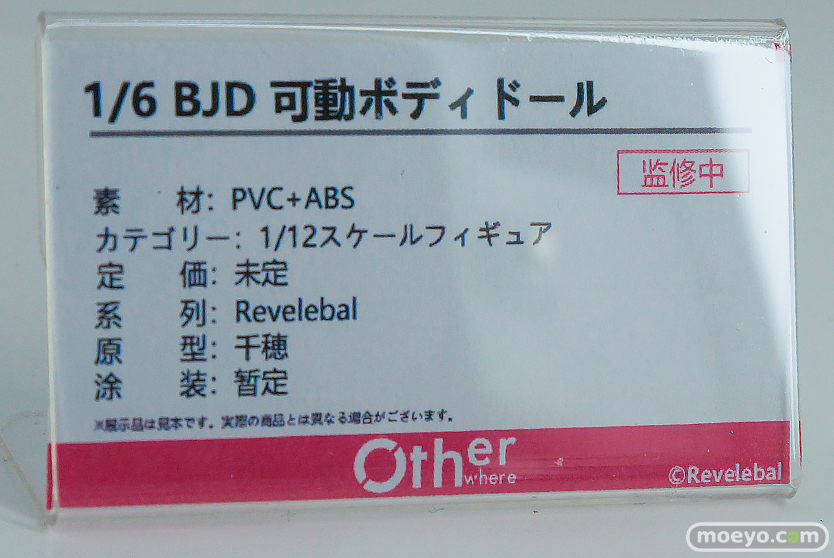 1/6 BJD 可動ボディドール
监修中
素 材: PVC+ABS
カテゴリー: 1/12スケールフィギュア
定 価: 未定
系 列: Revelebal
原 型: 千穂
涂 装: 暂定
※展示品は見本です。実際の商品とは異なる場合がございます。
Other
where
©Revelebal
moeyo.com